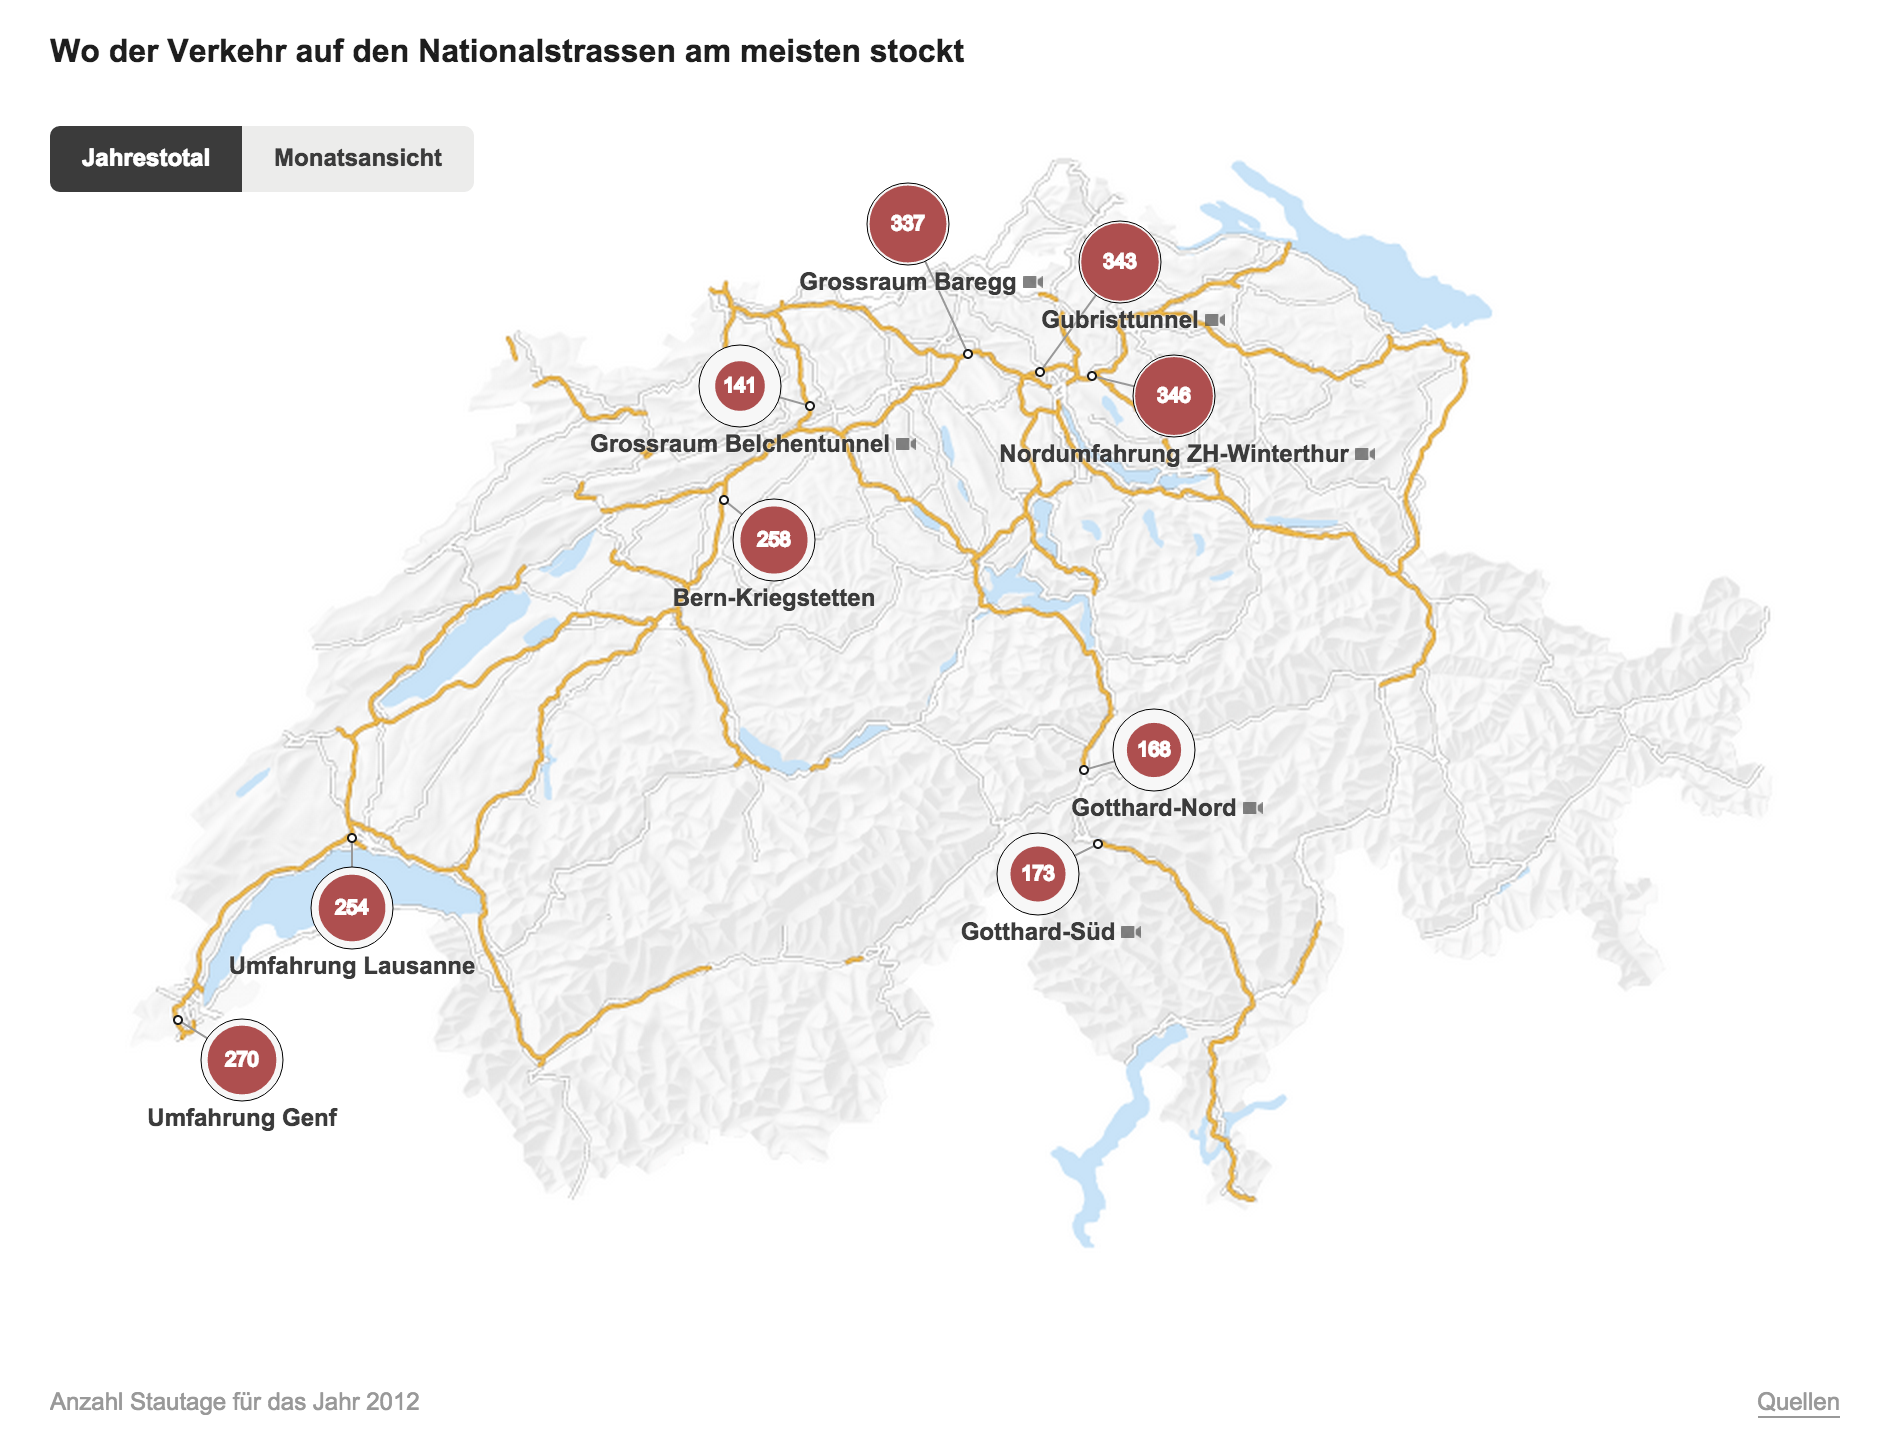 Wo der Verkehr auf den Nationalstrassen am meisten stockt
Jahrestotal
Monatsansicht
337
Grossraum Baregg
343
Gubristtunnel
141
Grossraum Belchentunnel
346
Nordumfahrung ZH-Winterthur
258
Bern-Kriegstetten
168
Gotthard-Nord
173
Gotthard-Süd
254
Umfahrung Lausanne
270
Umfahrung Genf
Anzahl Stautage für das Jahr 2012
Quellen